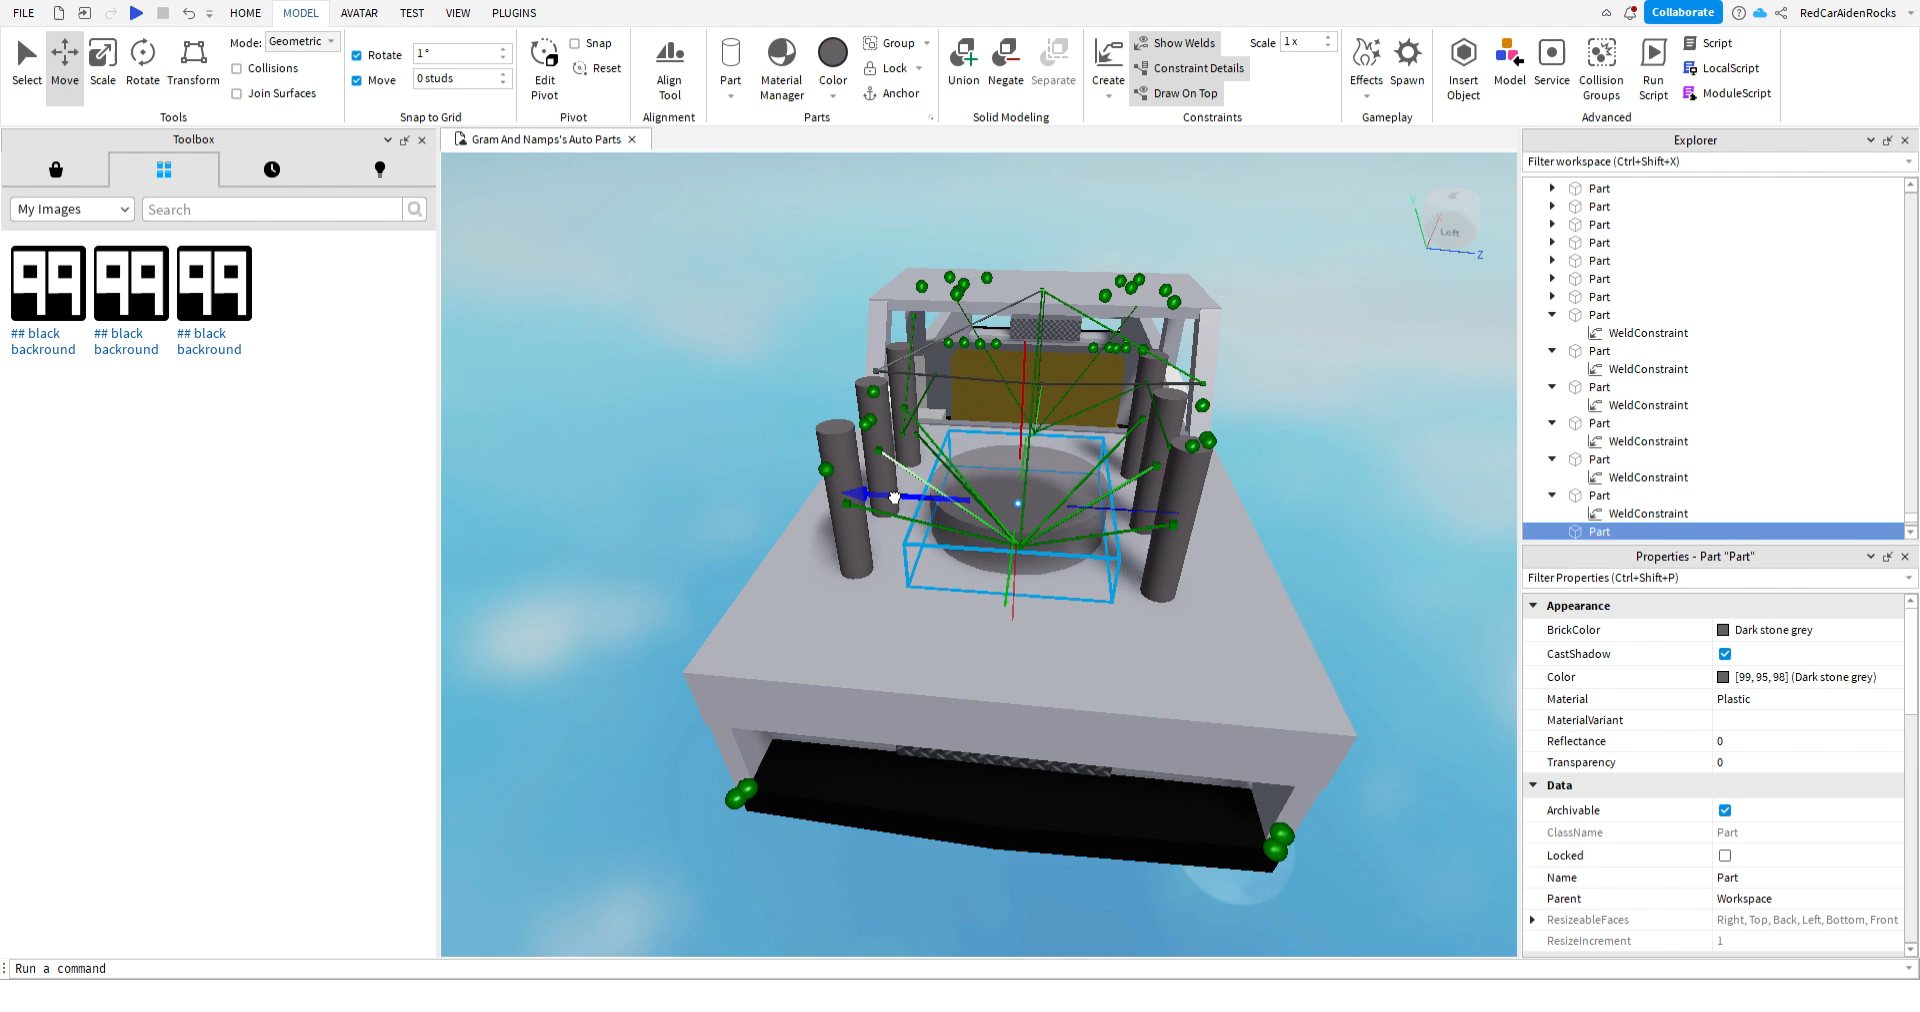 FILE HOME MODEL AVATAR TEST VIEW PLUGINS Collaborate RedCarAidenRocks
Select Move Scale Rotate Transform
Mode: Geometric
Collisions
Join Surfaces
Tools
Rotate 1°
Move 0 studs
Snap to Grid
Edit Pivot
Snap
Reset
Pivot
Align Tool
Alignment
Part
Material Manager
Color
Group
Lock
Anchor
Parts
Union Negate Separate
Solid Modeling
Create
Show Welds
Constraint Details
Draw On Top
Scale 1 x
Constraints
Effects Spawn
Gameplay
Insert Object
Model
Service
Collision Groups
Run Script
Script
LocalScript
ModuleScript
Advanced
Toolbox
My Images
Search
## black backround
## black backround
## black backround
Gram And Namps's Auto Parts
Left
Y
Z
Explorer
Filter workspace (Ctrl+Shift+X)
Part
Part
Part
Part
Part
Part
Part
Part
WeldConstraint
Part
WeldConstraint
Part
WeldConstraint
Part
WeldConstraint
Part
WeldConstraint
Part
WeldConstraint
Part
Properties - Part "Part"
Filter Properties (Ctrl+Shift+P)
Appearance
BrickColor Dark stone grey
CastShadow
Color [99, 95, 98] (Dark stone grey)
Material Plastic
MaterialVariant
Reflectance 0
Transparency 0
Data
Archivable
ClassName Part
Locked
Name Part
Parent Workspace
ResizeableFaces Right, Top, Back, Left, Bottom, Front
ResizeIncrement 1
Run a command